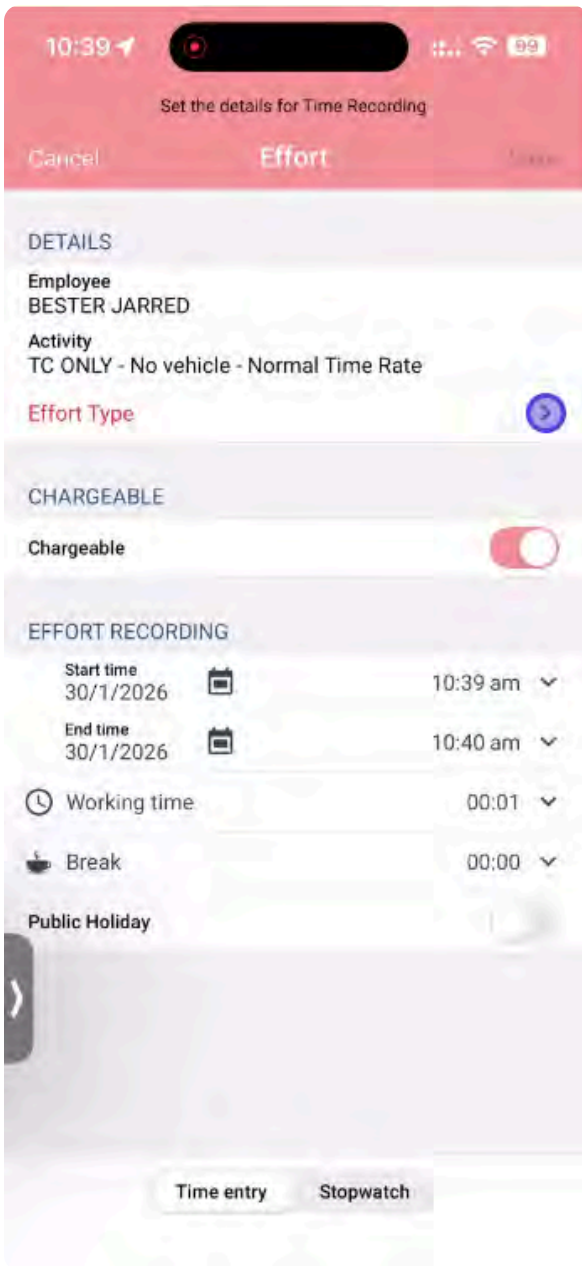 10:39
99
Set the details for Time Recording
Cancel Effort
DETAILS
Employee
BESTER JARRED
Activity
TC ONLY - No vehicle - Normal Time Rate
Effort Type
CHARGEABLE
Chargeable
EFFORT RECORDING
Start time
30/1/2026 10:39 am
End time
30/1/2026 10:40 am
Working time 00:01
Break 00:00
Public Holiday
Time entry Stopwatch